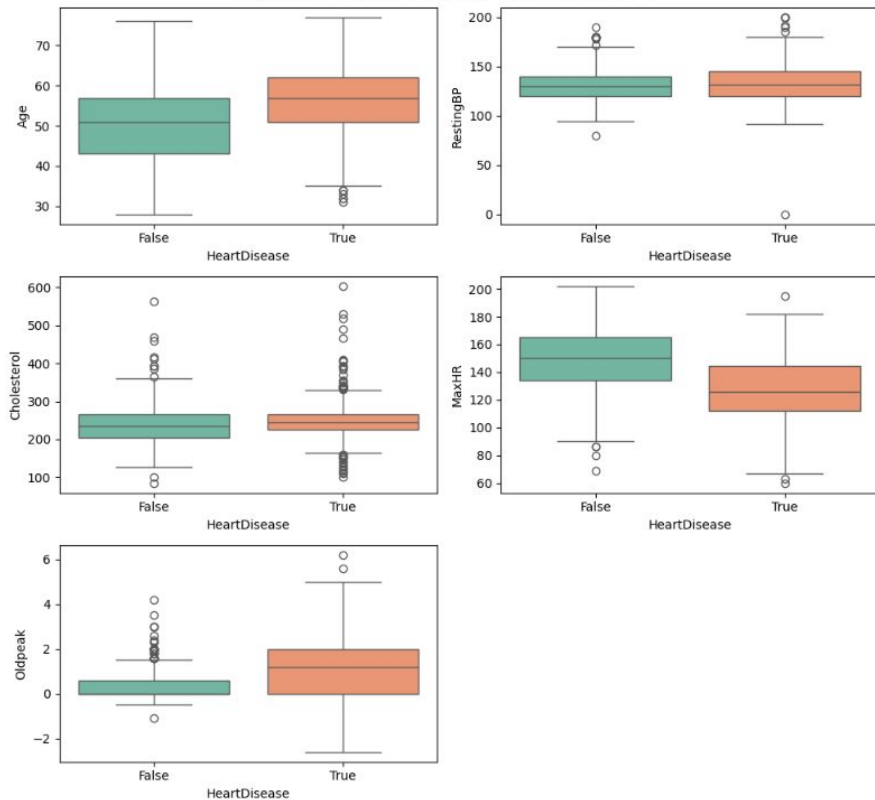 Age
70
60
50
40
30
False
True
HeartDisease
RestingBP
200
150
100
50
0
False
True
HeartDisease
Cholesterol
600
500
400
300
200
100
False
True
HeartDisease
MaxHR
200
180
160
140
120
100
80
60
False
True
HeartDisease
Oldpeak
6
4
2
0
−2
False
True
HeartDisease